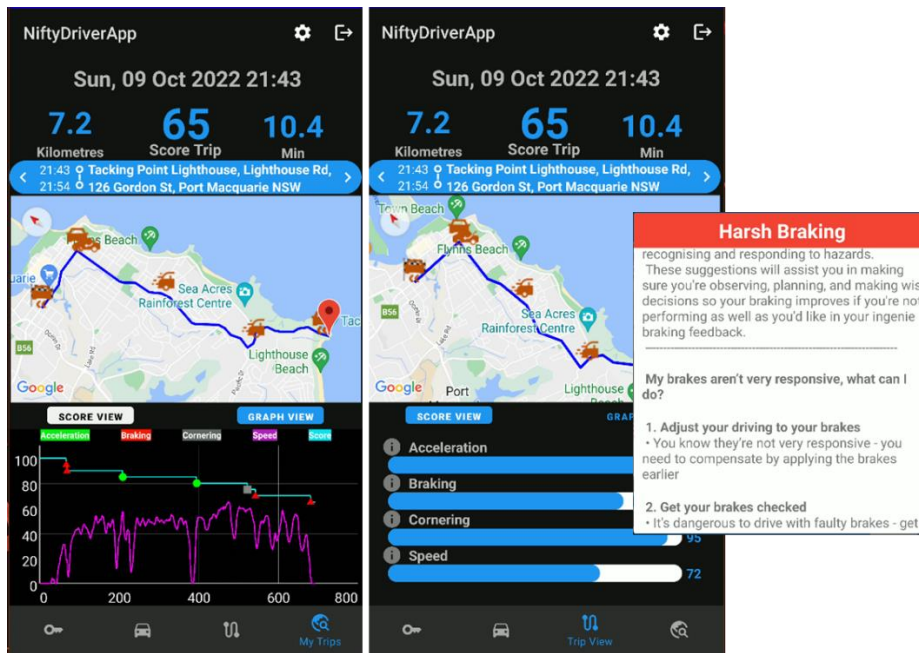 NiftyDriverApp
Sun, 09 Oct 2022 21:43
7.2
Kilometres
65
Score Trip
10.4
Min
21:43 Tacking Point Lighthouse, Lighthouse Rd,
21:54 126 Gordon St, Port Macquarie NSW
Beach
Sea Acres
Rainforest Centre
B56
Lighthouse
Beach
Google
SCORE VIEW
GRAPH VIEW
Acceleration
Braking
Cornering
Speed
Score
100
80
60
40
20
0
0 200 400 600 800
My Trips
NiftyDriverApp
Sun, 09 Oct 2022 21:43
7.2
Kilometres
65
Score Trip
10.4
Min
21:43 Tacking Point Lighthouse, Lighthouse Rd,
21:54 126 Gordon St, Port Macquarie NSW
Town Beach
Flynns Beach
Sea Acres
Rainforest Centre
B56
Port
Google
SCORE VIEW
Acceleration
Braking
Cornering
95
Speed
72
Trip View
Harsh Braking
recognising and responding to hazards.
These suggestions will assist you in making
sure you're observing, planning, and making wis
decisions so your braking improves if you're not
performing as well as you'd like in your ingenie
braking feedback.
My brakes aren't very responsive, what can I
do?
1. Adjust your driving to your brakes
• You know they're not very responsive - you
need to compensate by applying the brakes
earlier
2. Get your brakes checked
• It's dangerous to drive with faulty brakes - get